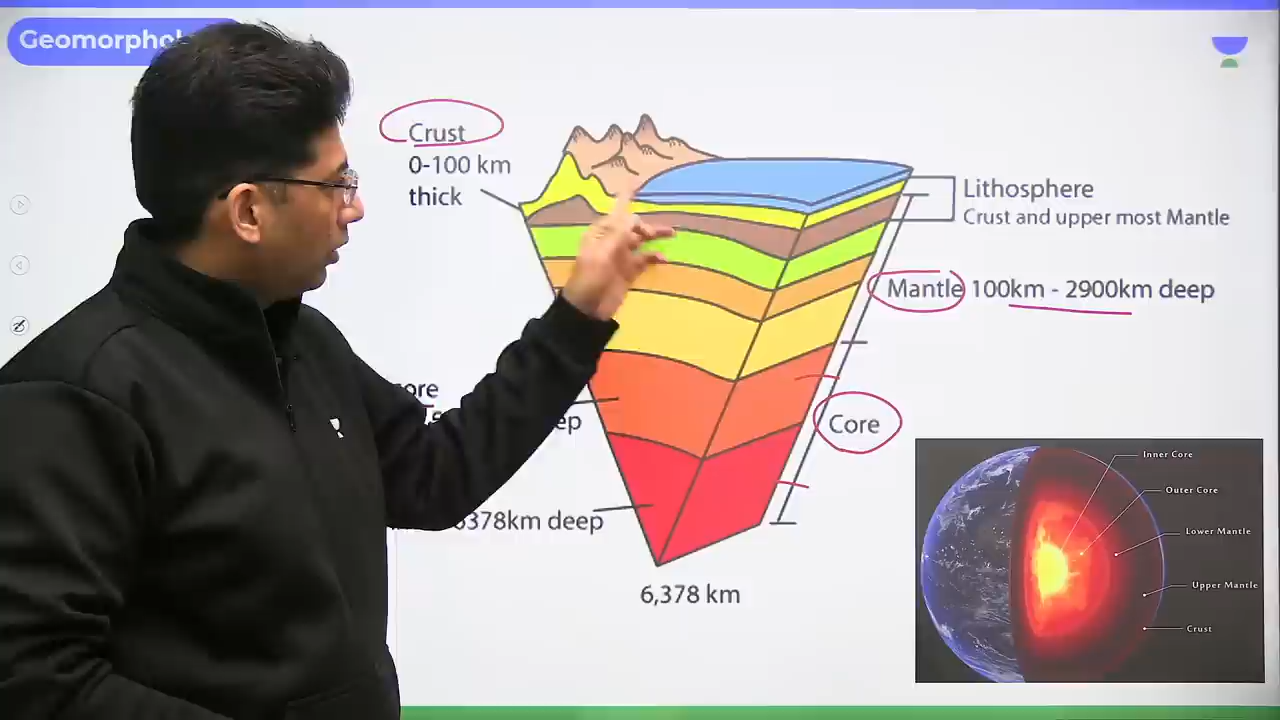 Geomorphol
Crust
0-100 km
thick
Lithosphere
Crust and upper most Mantle
Mantle 100km - 2900km deep
ore
ep
Core
6378km deep
6,378 km
Inner Core
Outer Core
Lower Mantle
Upper Mantle
Crust